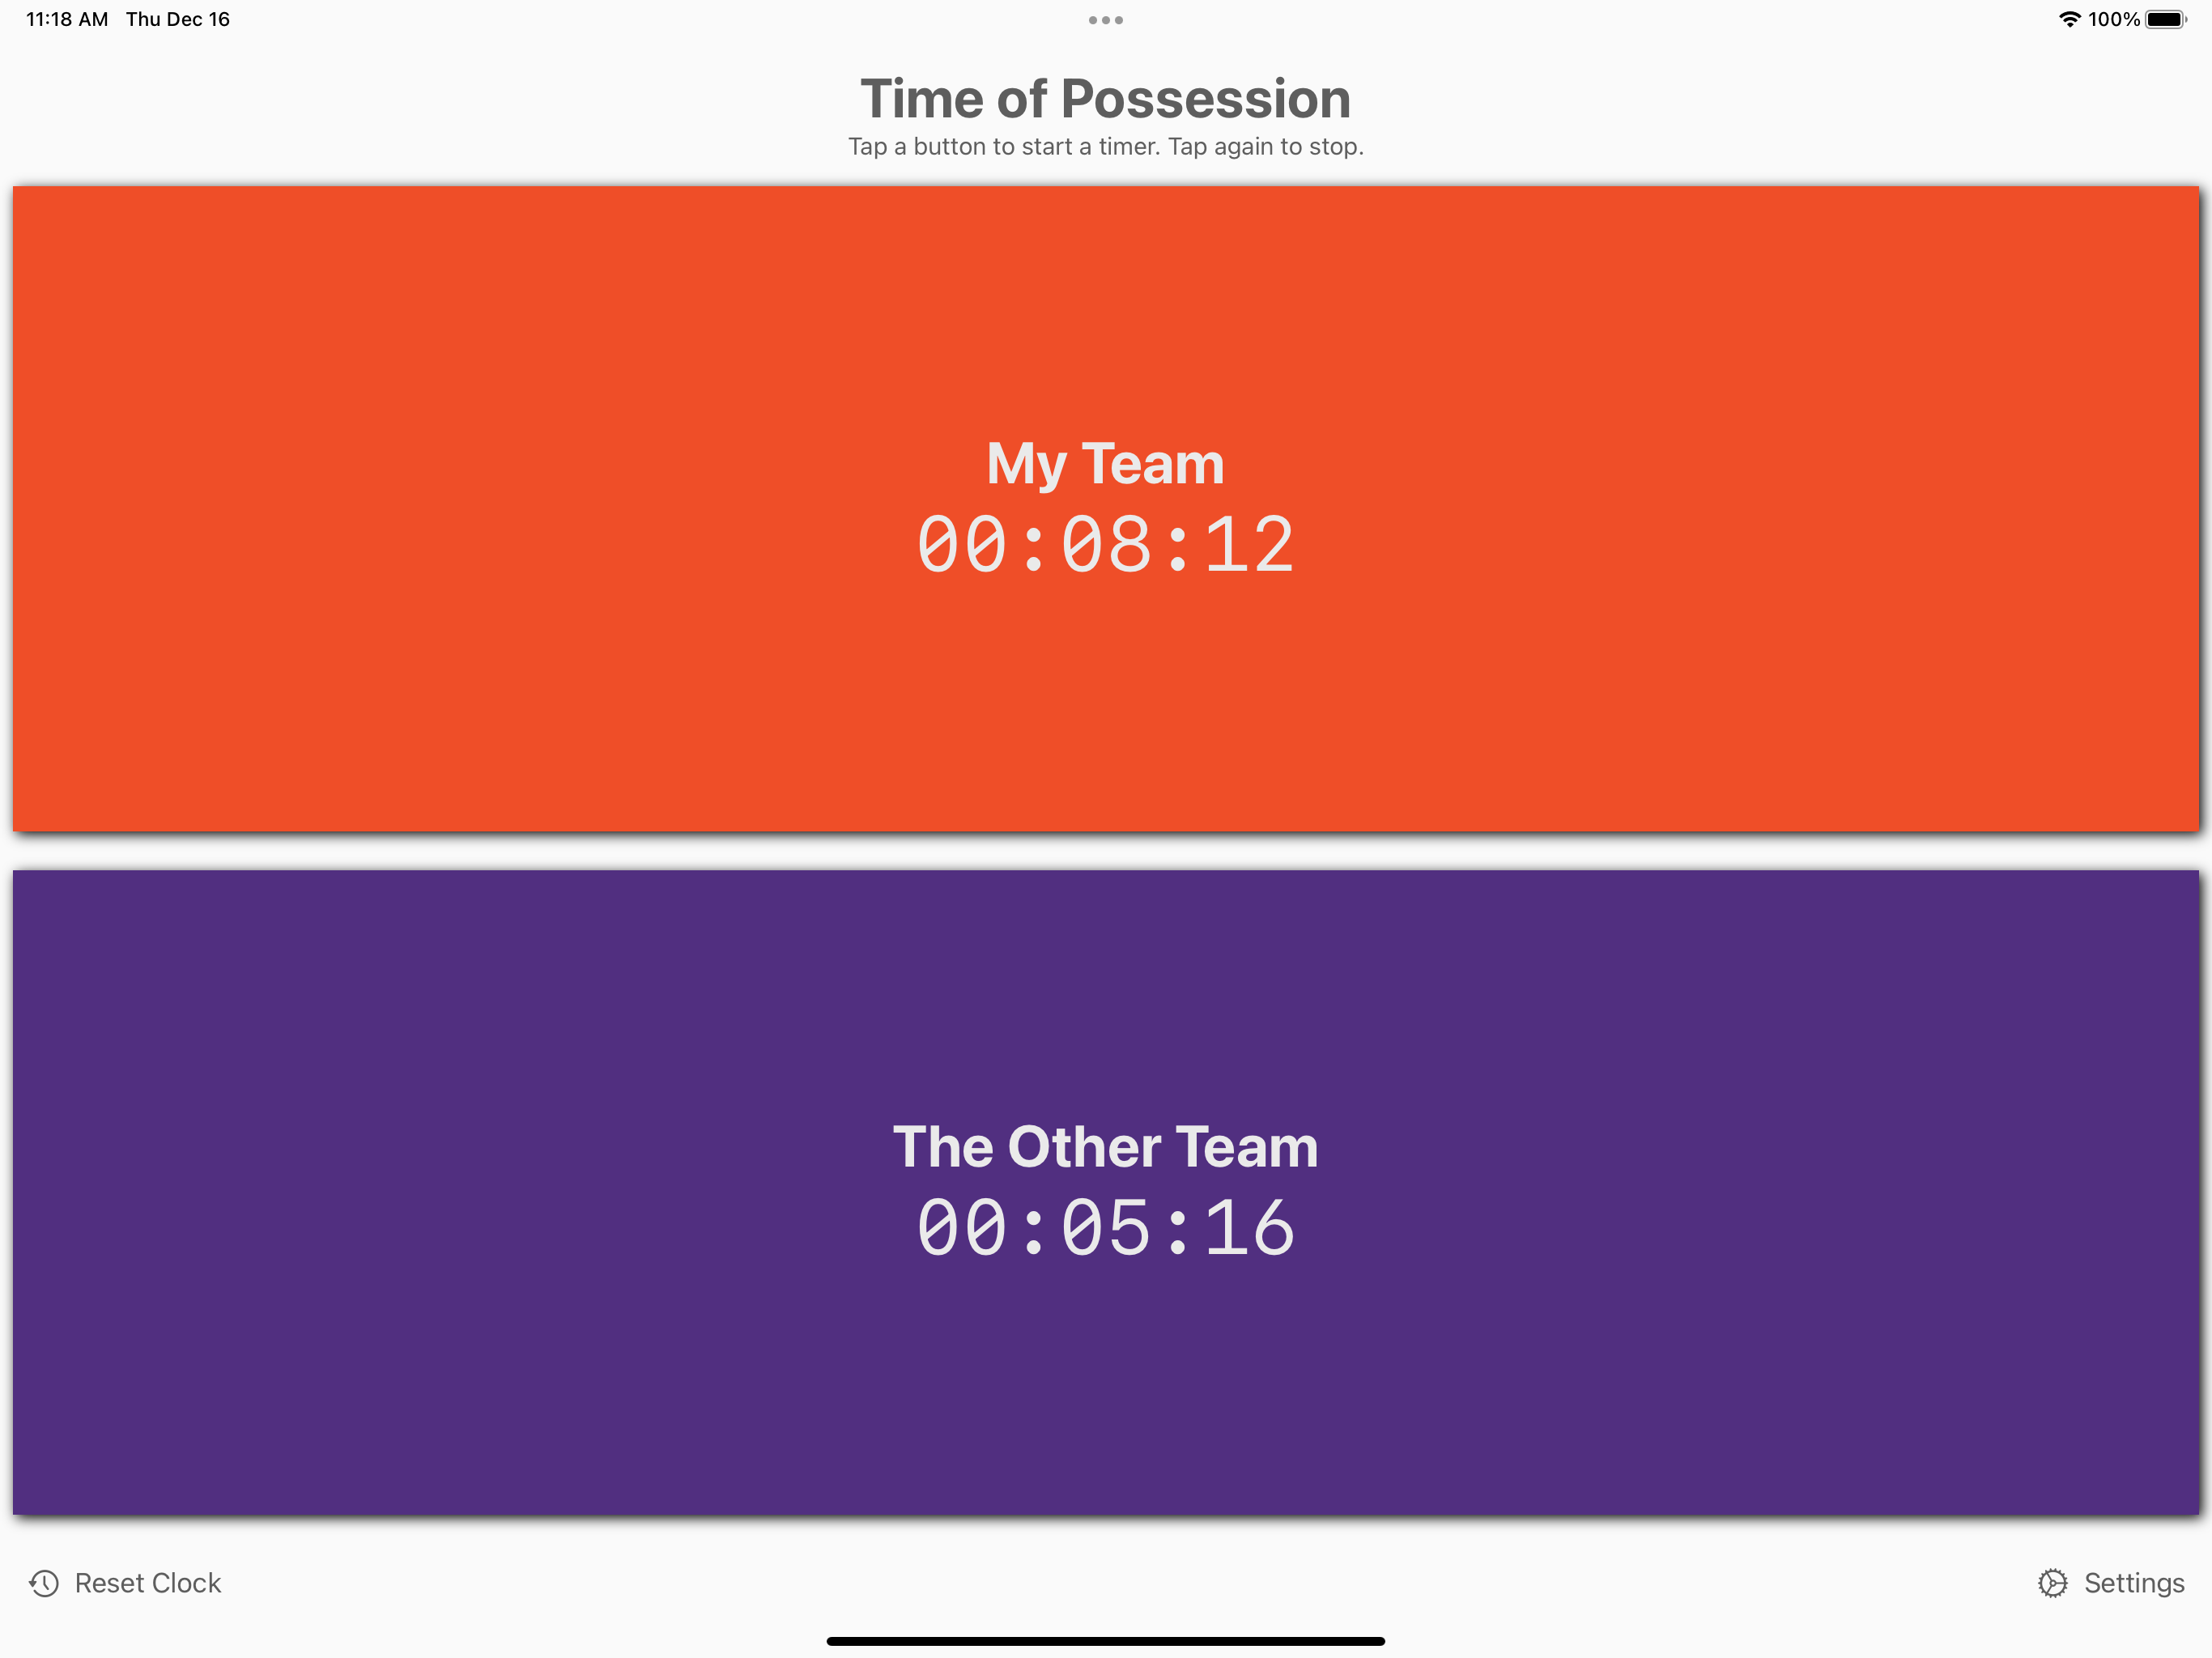 11:18 AM Thu Dec 16
100%
Time of Possession
Tap a button to start a timer. Tap again to stop.
My Team
00:08:12
The Other Team
00:05:16
Reset Clock
Settings